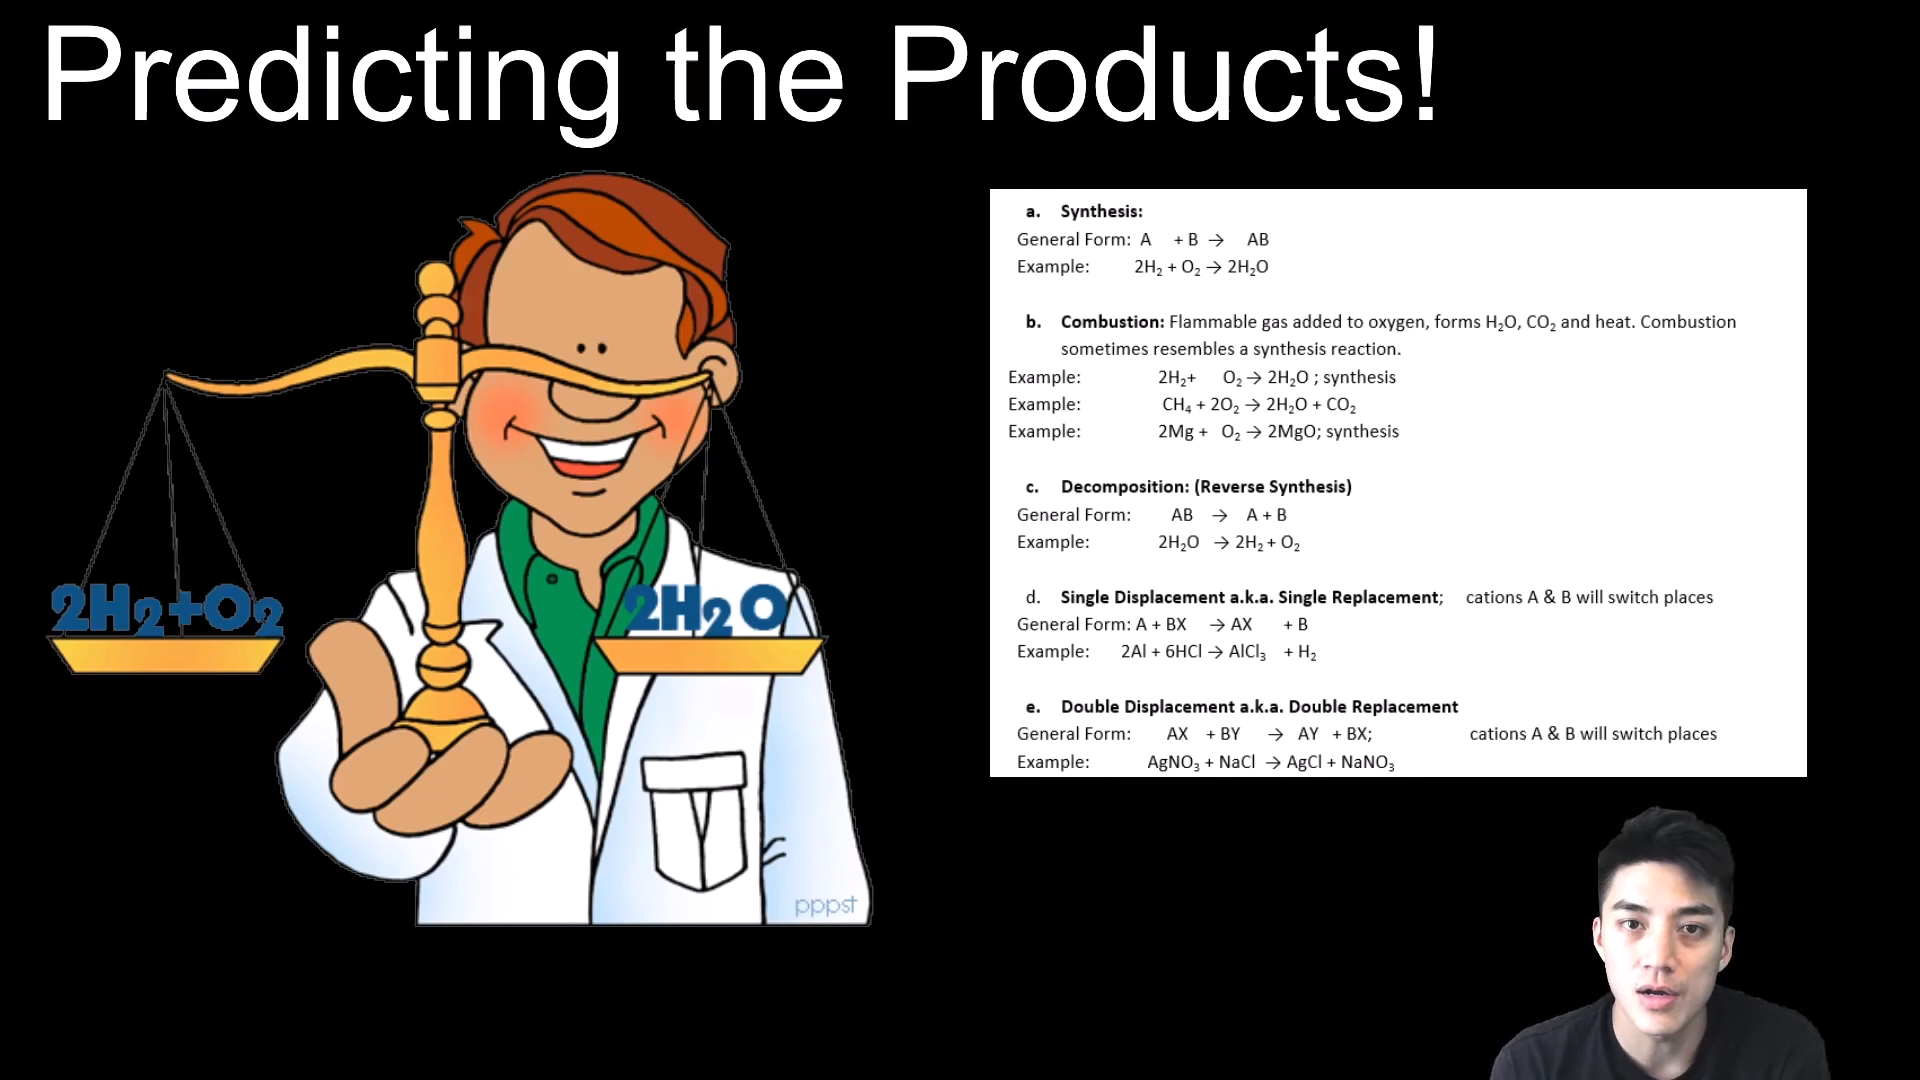 Predicting the Products!
2H₂+O₂
2H₂O
pppst
a. Synthesis:
General Form: A + B → AB
Example: 2H₂ + O₂ → 2H₂O
b. Combustion: Flammable gas added to oxygen, forms H₂O, CO₂ and heat. Combustion
sometimes resembles a synthesis reaction.
Example: 2H₂+ O₂ → 2H₂O ; synthesis
Example: CH₄ + 2O₂ → 2H₂O + CO₂
Example: 2Mg + O₂ → 2MgO; synthesis
c. Decomposition: (Reverse Synthesis)
General Form: AB → A + B
Example: 2H₂O → 2H₂ + O₂
d. Single Displacement a.k.a. Single Replacement; cations A & B will switch places
General Form: A + BX → AX + B
Example: 2Al + 6HCl → AlCl₃ + H₂
e. Double Displacement a.k.a. Double Replacement
General Form: AX + BY → AY + BX; cations A & B will switch places
Example: AgNO₃ + NaCl → AgCl + NaNO₃